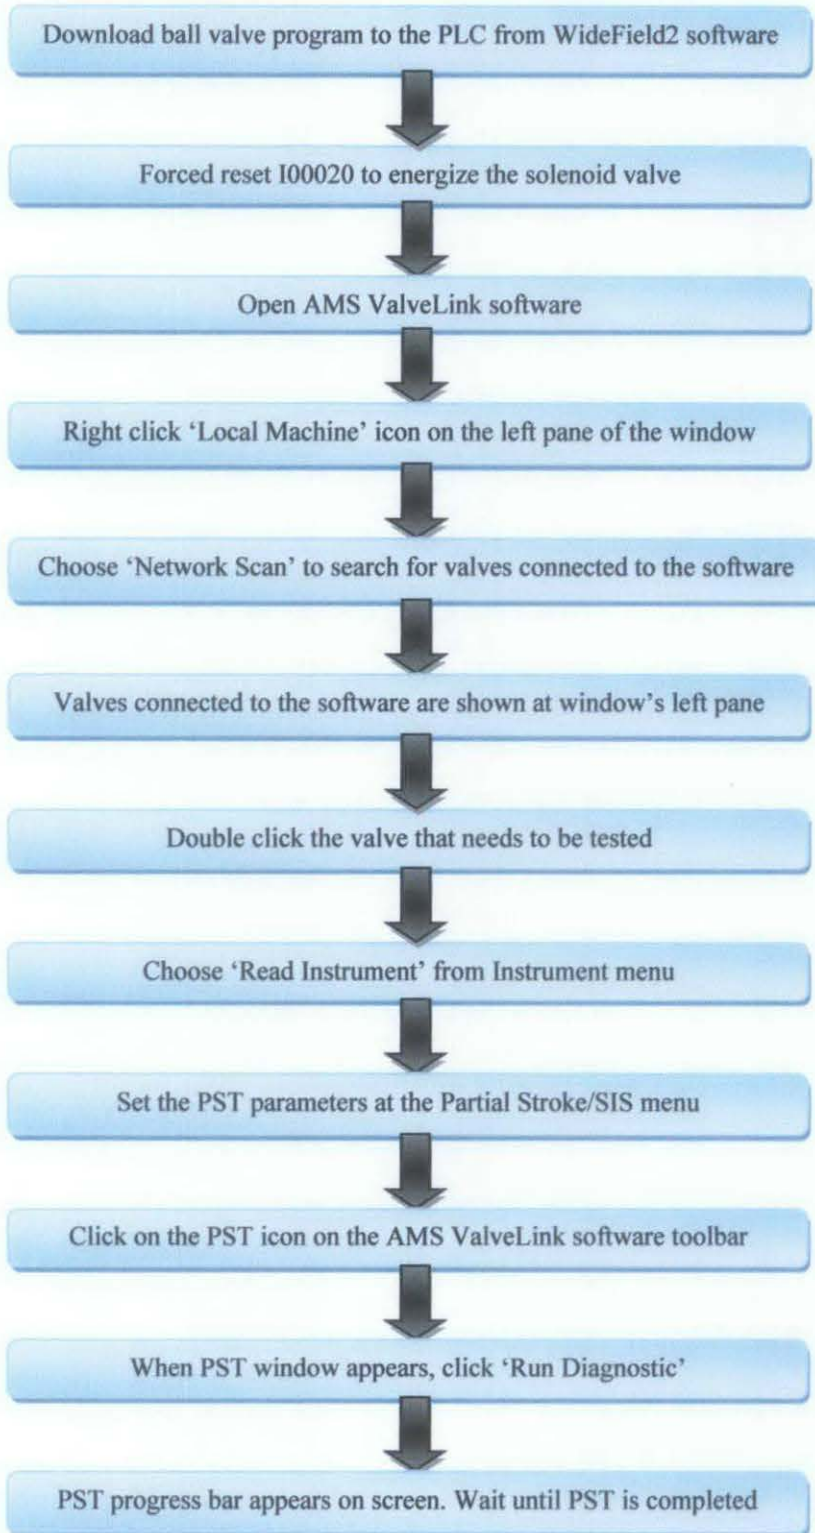 Download ball valve program to the PLC from WideField2 software
Forced reset I00020 to energize the solenoid valve
Open AMS ValveLink software
Right click ‘Local Machine’ icon on the left pane of the window
Choose ‘Network Scan’ to search for valves connected to the software
Valves connected to the software are shown at window’s left pane
Double click the valve that needs to be tested
Choose ‘Read Instrument’ from Instrument menu
Set the PST parameters at the Partial Stroke/SIS menu
Click on the PST icon on the AMS ValveLink software toolbar
When PST window appears, click ‘Run Diagnostic’
PST progress bar appears on screen. Wait until PST is completed